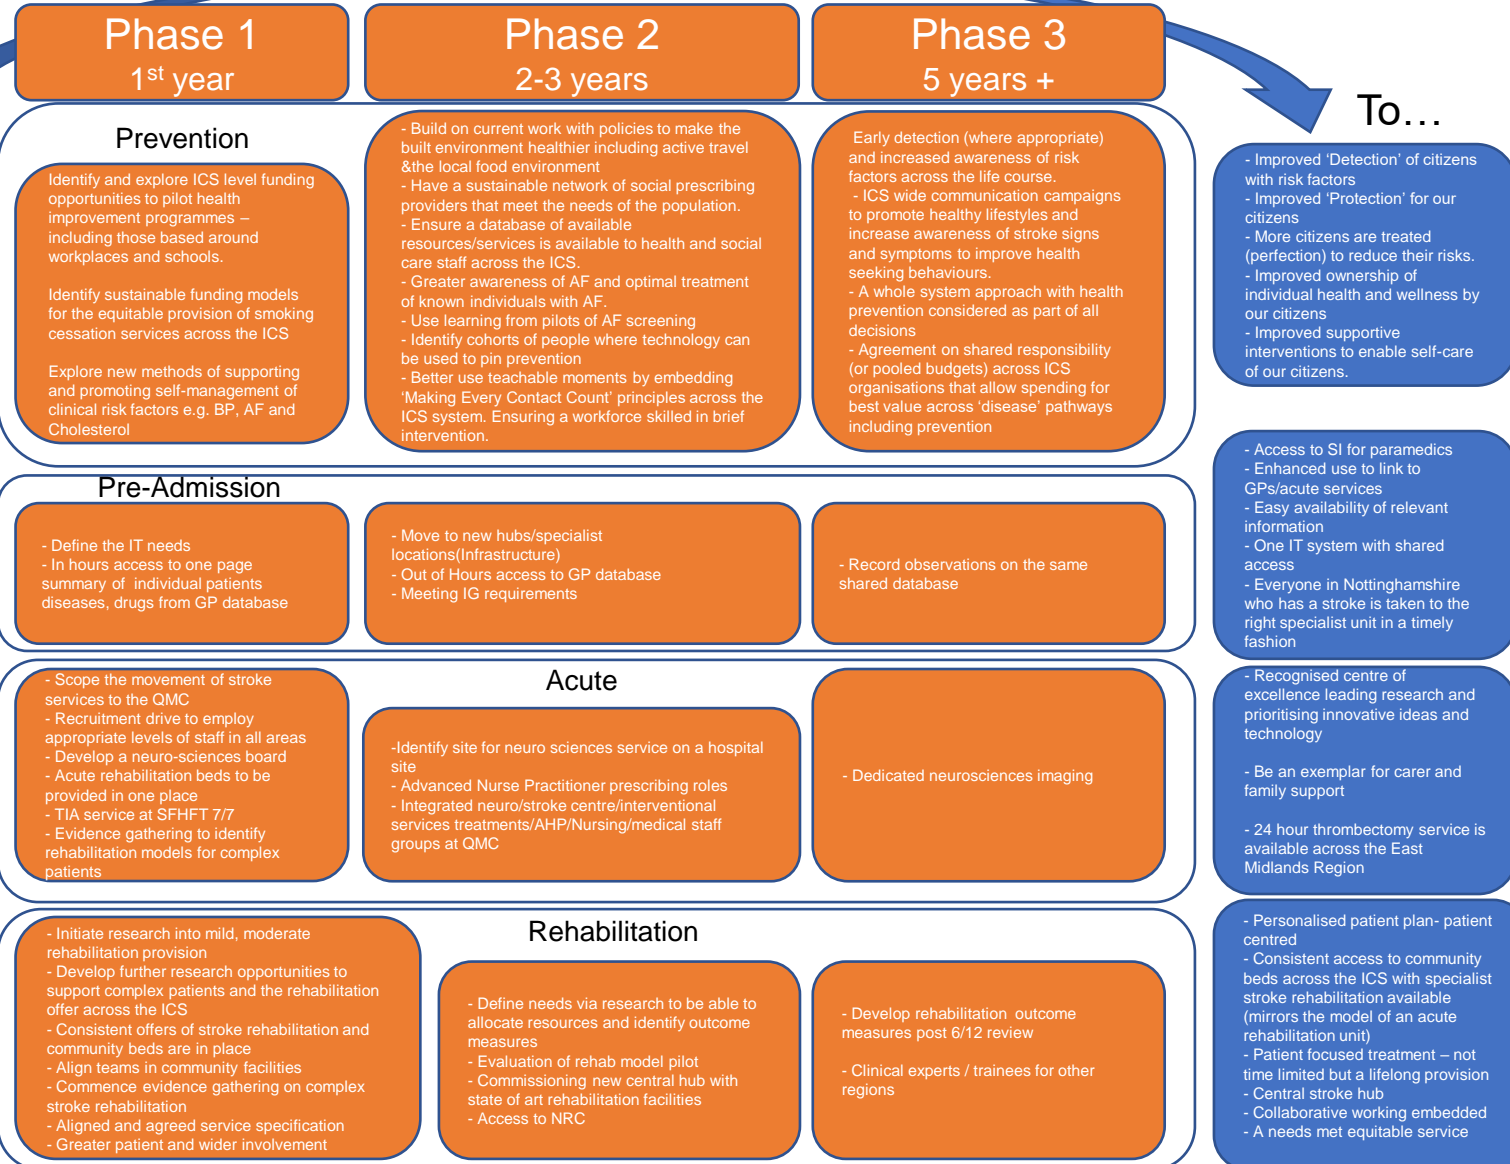 Phase 1
1st year
Phase 2
2-3 years
Phase 3
5 years +
To…
Prevention
Identify and explore ICS level funding
opportunities to pilot health
improvement programmes –
including those based around
workplaces and schools.
Identify sustainable funding models
for the equitable provision of smoking
cessation services across the ICS
Explore new methods of supporting
and promoting self-management of
clinical risk factors e.g. BP, AF and
Cholesterol
- Build on current work with policies to make the
built environment healthier including active travel
&the local food environment
- Have a sustainable network of social prescribing
providers that meet the needs of the population.
- Ensure a database of available
resources/services is available to health and social
care staff across the ICS.
- Greater awareness of AF and optimal treatment
of known individuals with AF.
- Use learning from pilots of AF screening
- Identify cohorts of people where technology can
be used to pin prevention
- Better use teachable moments by embedding
‘Making Every Contact Count’ principles across the
ICS system. Ensuring a workforce skilled in brief
intervention.
Early detection (where appropriate)
and increased awareness of risk
factors across the life course.
- ICS wide communication campaigns
to promote healthy lifestyles and
increase awareness of stroke signs
and symptoms to improve health
seeking behaviours.
- A whole system approach with health
prevention considered as part of all
decisions
- Agreement on shared responsibility
(or pooled budgets) across ICS
organisations that allow spending for
best value across ‘disease’ pathways
including prevention
- Improved ‘Detection’ of citizens
with risk factors
- Improved ‘Protection’ for our
citizens
- More citizens are treated
(perfection) to reduce their risks.
- Improved ownership of
individual health and wellness by
our citizens
- Improved supportive
interventions to enable self-care
of our citizens.
Pre-Admission
- Define the IT needs
- In hours access to one page
summary of individual patients
diseases, drugs from GP database
- Move to new hubs/specialist
locations(Infrastructure)
- Out of Hours access to GP database
- Meeting IG requirements
- Record observations on the same
shared database
- Access to SI for paramedics
- Enhanced use to link to
GPs/acute services
- Easy availability of relevant
information
- One IT system with shared
access
- Everyone in Nottinghamshire
who has a stroke is taken to the
right specialist unit in a timely
fashion
Acute
- Scope the movement of stroke
services to the QMC
- Recruitment drive to employ
appropriate levels of staff in all areas
- Develop a neuro-sciences board
- Acute rehabilitation beds to be
provided in one place
- TIA service at SFHFT 7/7
- Evidence gathering to identify
rehabilitation models for complex
patients
-Identify site for neuro sciences service on a hospital
site
- Advanced Nurse Practitioner prescribing roles
- Integrated neuro/stroke centre/interventional
services treatments/AHP/Nursing/medical staff
groups at QMC
- Dedicated neurosciences imaging
- Recognised centre of
excellence leading research and
prioritising innovative ideas and
technology
- Be an exemplar for carer and
family support
- 24 hour thrombectomy service is
available across the East
Midlands Region
Rehabilitation
- Initiate research into mild, moderate
rehabilitation provision
- Develop further research opportunities to
support complex patients and the rehabilitation
offer across the ICS
- Consistent offers of stroke rehabilitation and
community beds are in place
- Align teams in community facilities
- Commence evidence gathering on complex
stroke rehabilitation
- Aligned and agreed service specification
- Greater patient and wider involvement
- Define needs via research to be able to
allocate resources and identify outcome
measures
- Evaluation of rehab model pilot
- Commissioning new central hub with
state of art rehabilitation facilities
- Access to NRC
- Develop rehabilitation outcome
measures post 6/12 review
- Clinical experts / trainees for other
regions
- Personalised patient plan- patient
centred
- Consistent access to community
beds across the ICS with specialist
stroke rehabilitation available
(mirrors the model of an acute
rehabilitation unit)
- Patient focused treatment – not
time limited but a lifelong provision
- Central stroke hub
- Collaborative working embedded
- A needs met equitable service